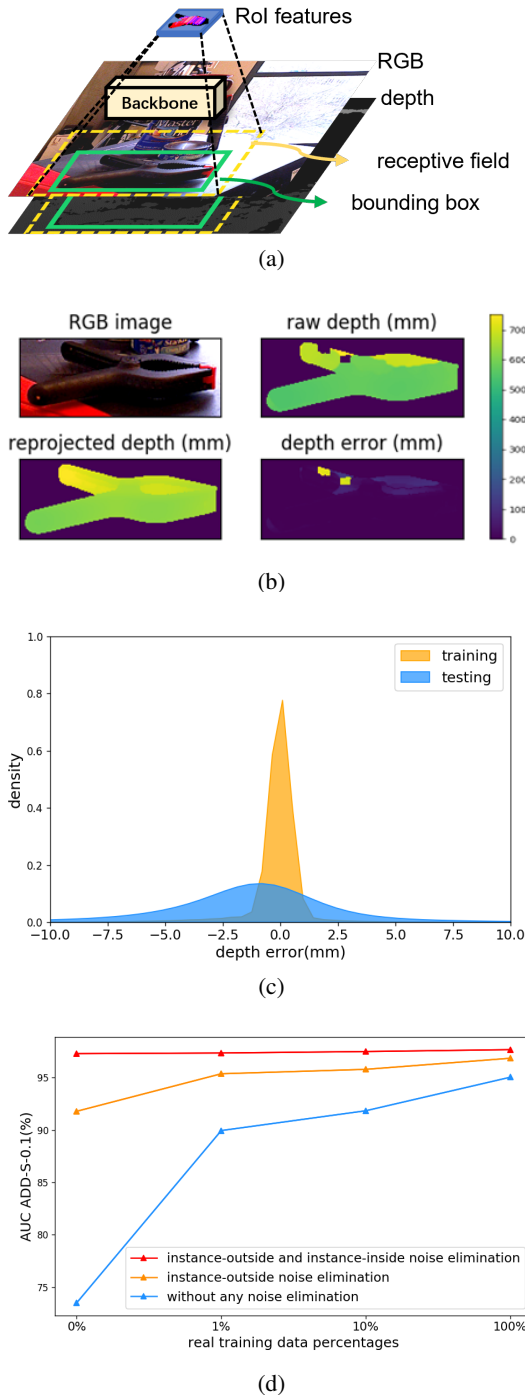 RoI features
RGB
Backbone
depth
receptive field
bounding box
(a)
RGB image
raw depth (mm)
reprojected depth (mm)
depth error (mm)
700
600
500
400
300
200
100
0
(b)
1.0
0.8
0.6
0.4
0.2
0.0
density
training
testing
−10.0 −7.5 −5.0 −2.5 0.0 2.5 5.0 7.5 10.0
depth error(mm)
(c)
95
90
85
80
75
AUC ADD-S-0.1(%)
instance-outside and instance-inside noise elimination
instance-outside noise elimination
without any noise elimination
0% 1% 10% 100%
real training data percentages
(d)